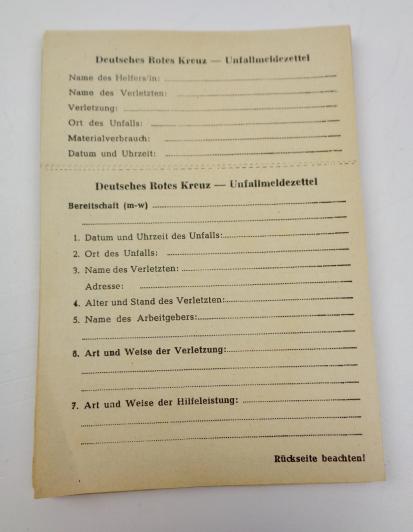 Deutsches Rotes Kreuz — Unfallmeldezettel
Name des Helfers/in:
Name des Verletzten:
Verletzung:
Ort des Unfalls:
Materialverbrauch:
Datum und Uhrzeit:
Deutsches Rotes Kreuz — Unfallmeldezettel
Bereitschaft (m-w)
1. Datum und Uhrzeit des Unfalls:
2. Ort des Unfalls:
3. Name des Verletzten:
Adresse:
4. Alter und Stand des Verletzten:
5. Name des Arbeitgebers:
6. Art und Weise der Verletzung:
7. Art und Weise der Hilfeleistung:
Rückseite beachten!